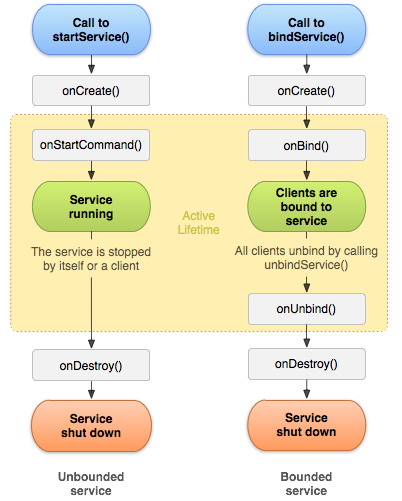 Call to
startService()
onCreate()
onStartCommand()
Service
running
The service is stopped
by itself or a client
onDestroy()
Service
shut down
Unbounded
service
Active
Lifetime
Call to
bindService()
onCreate()
onBind()
Clients are
bound to
service
All clients unbind by calling
unbindService()
onUnbind()
onDestroy()
Service
shut down
Bounded
service